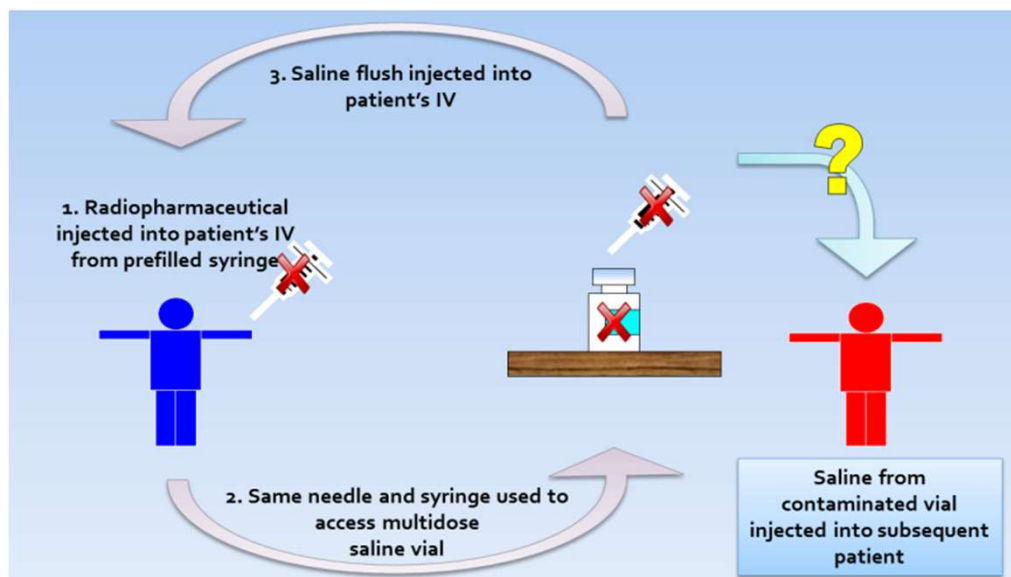 3. Saline flush injected into
patient's IV
?
1. Radiopharmaceutical
injected into patient's IV
from prefilled syringe
2. Same needle and syringe used to
access multidose
saline vial
Saline from
contaminated vial
injected into subsequent
patient